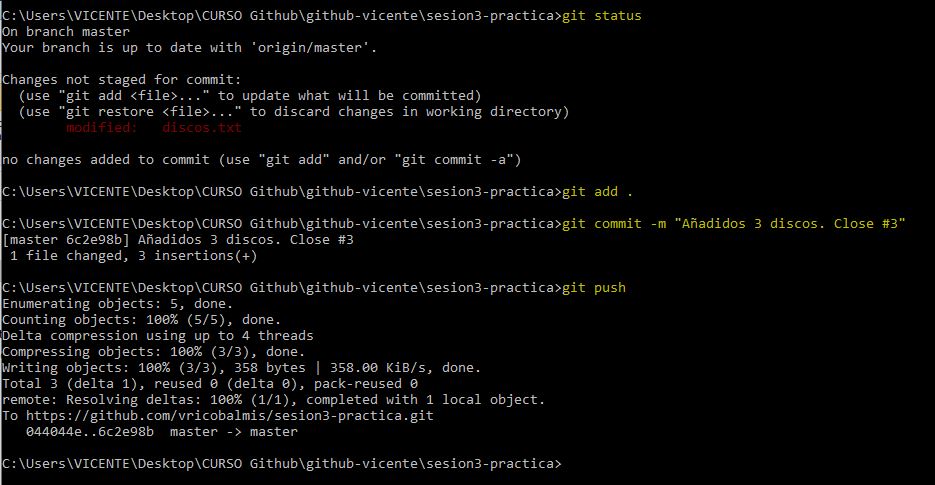 C:\Users\VICENTE\Desktop\CURSO Github\github-vicente\sesion3-practica>git status
On branch master
Your branch is up to date with 'origin/master'.
Changes not staged for commit:
(use "git add <file>..." to update what will be committed)
(use "git restore <file>..." to discard changes in working directory)
modified: discos.txt
no changes added to commit (use "git add" and/or "git commit -a")
C:\Users\VICENTE\Desktop\CURSO Github\github-vicente\sesion3-practica>git add .
C:\Users\VICENTE\Desktop\CURSO Github\github-vicente\sesion3-practica>git commit -m "Añadidos 3 discos. Close #3"
[master 6c2e98b] Añadidos 3 discos. Close #3
1 file changed, 3 insertions(+)
C:\Users\VICENTE\Desktop\CURSO Github\github-vicente\sesion3-practica>git push
Enumerating objects: 5, done.
Counting objects: 100% (5/5), done.
Delta compression using up to 4 threads
Compressing objects: 100% (3/3), done.
Writing objects: 100% (3/3), 358 bytes | 358.00 KiB/s, done.
Total 3 (delta 1), reused 0 (delta 0), pack-reused 0
remote: Resolving deltas: 100% (1/1), completed with 1 local object.
To https://github.com/vricobalmis/sesion3-practica.git
044044e..6c2e98b master -> master
C:\Users\VICENTE\Desktop\CURSO Github\github-vicente\sesion3-practica>